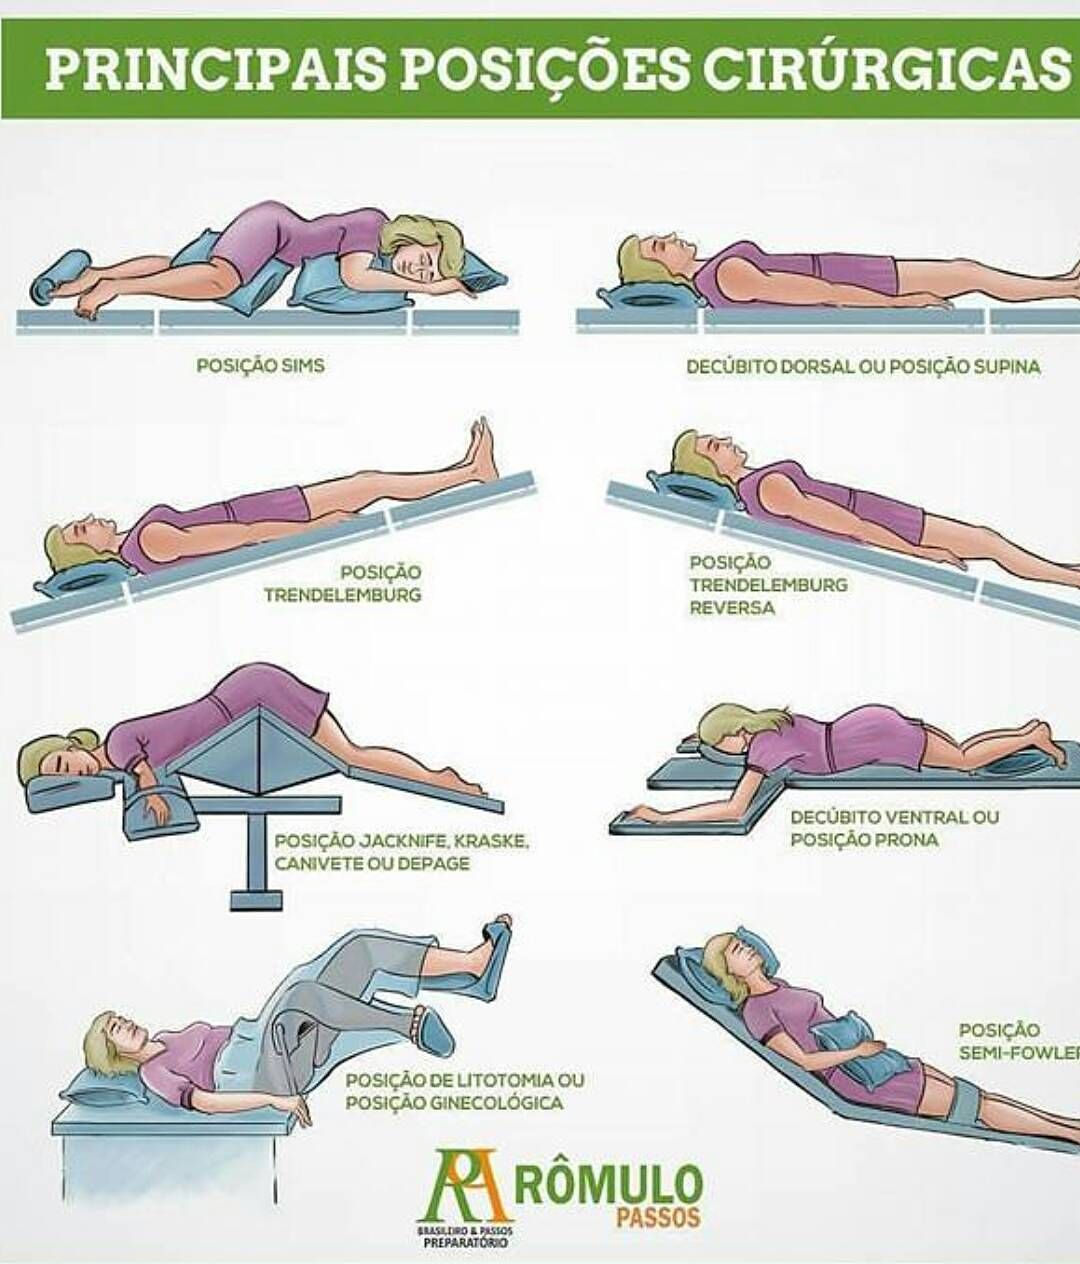 PRINCIPAIS POSIÇÕES CIRÚRGICAS
POSIÇÃO SIMS
DECÚBITO DORSAL OU POSIÇÃO SUPINA
POSIÇÃO
TRENDELEMBURG
POSIÇÃO
TRENDELEMBURG
REVERSA
POSIÇÃO JACKNIFE, KRASKE,
CANIVETE OU DEPAGE
DECÚBITO VENTRAL OU
POSIÇÃO PRONA
POSIÇÃO DE LITOTOMIA OU
POSIÇÃO GINECOLÓGICA
POSIÇÃO
SEMI-FOWLE
RÔMULO
PASSOS
BRASILEIRO & PASSOS
PREPARATÓRIO